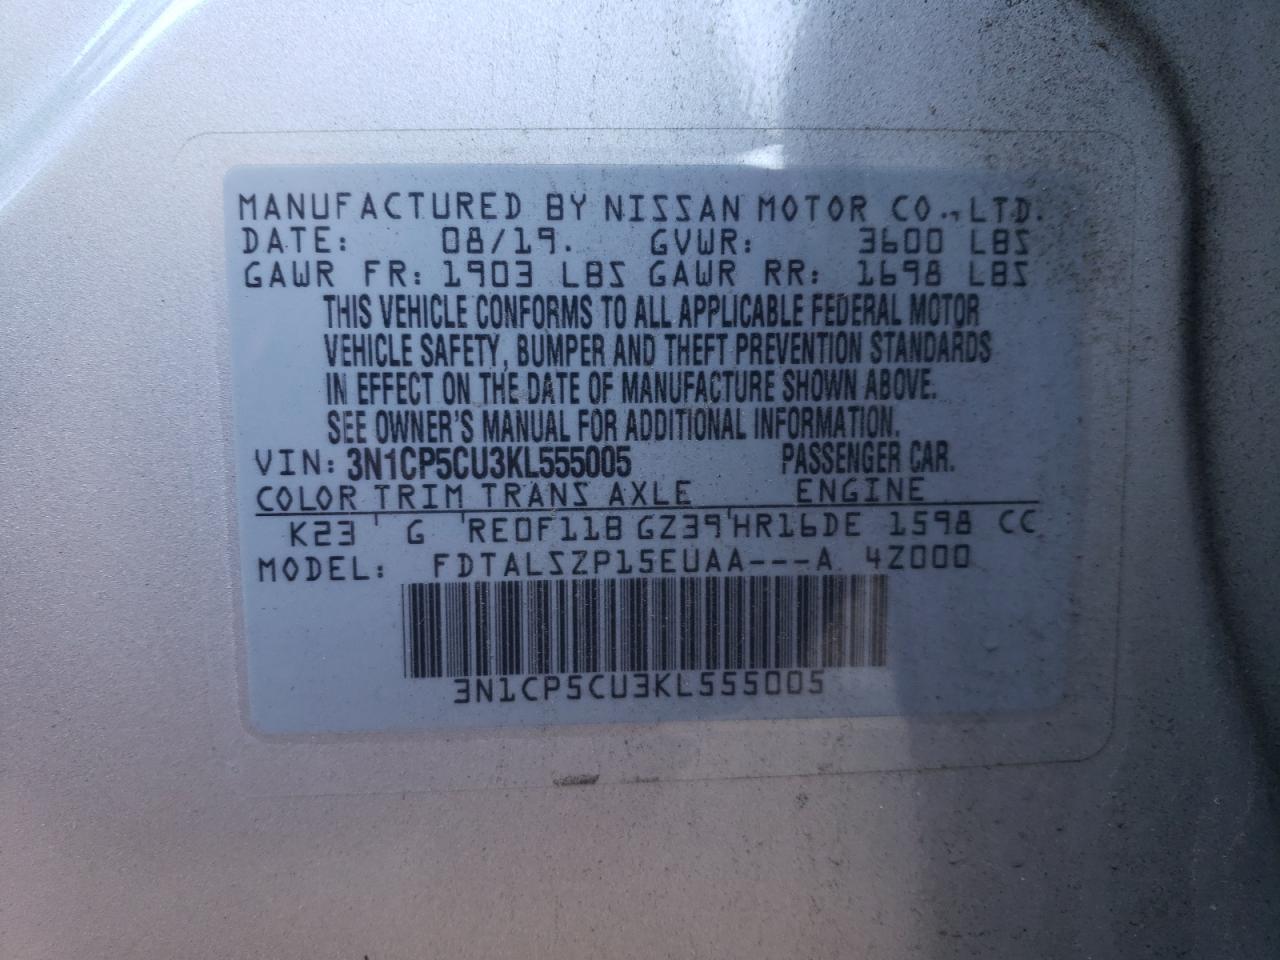 MANUFACTURED BY NISSAN MOTOR CO.,LTD.
DATE: 08/19. GVWR: 3600 LBS
GAWR FR: 1903 LBS GAWR RR: 1698 LBS
THIS VEHICLE CONFORMS TO ALL APPLICABLE FEDERAL MOTOR
VEHICLE SAFETY, BUMPER AND THEFT PREVENTION STANDARDS
IN EFFECT ON THE DATE OF MANUFACTURE SHOWN ABOVE.
SEE OWNER'S MANUAL FOR ADDITIONAL INFORMATION.
VIN: 3N1CP5CU3KL555005 PASSENGER CAR.
COLOR TRIM TRANS AXLE ENGINE
K23 ' G ' RE0F11B GZ39 ' HR16DE 1598 CC
MODEL: FDTALSZP15EUAA---A 4Z000
3N1CP5CU3KL555005